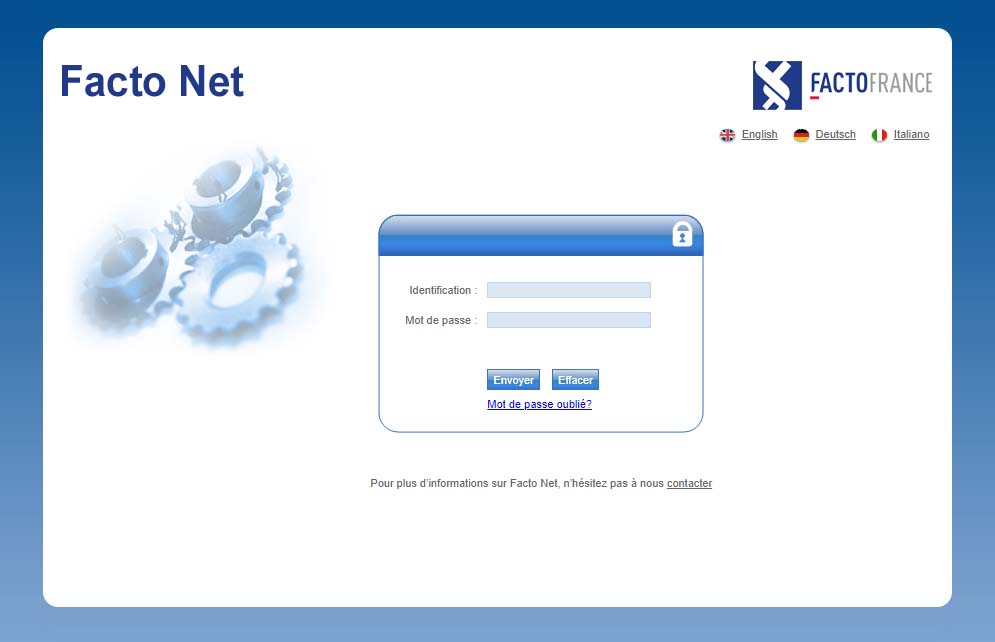 Facto Net
FACTOFRANCE
English Deutsch Italiano
Identification :
Mot de passe :
Envoyer Effacer
Mot de passe oublié?
Pour plus d'informations sur Facto Net, n'hésitez pas à nous contacter